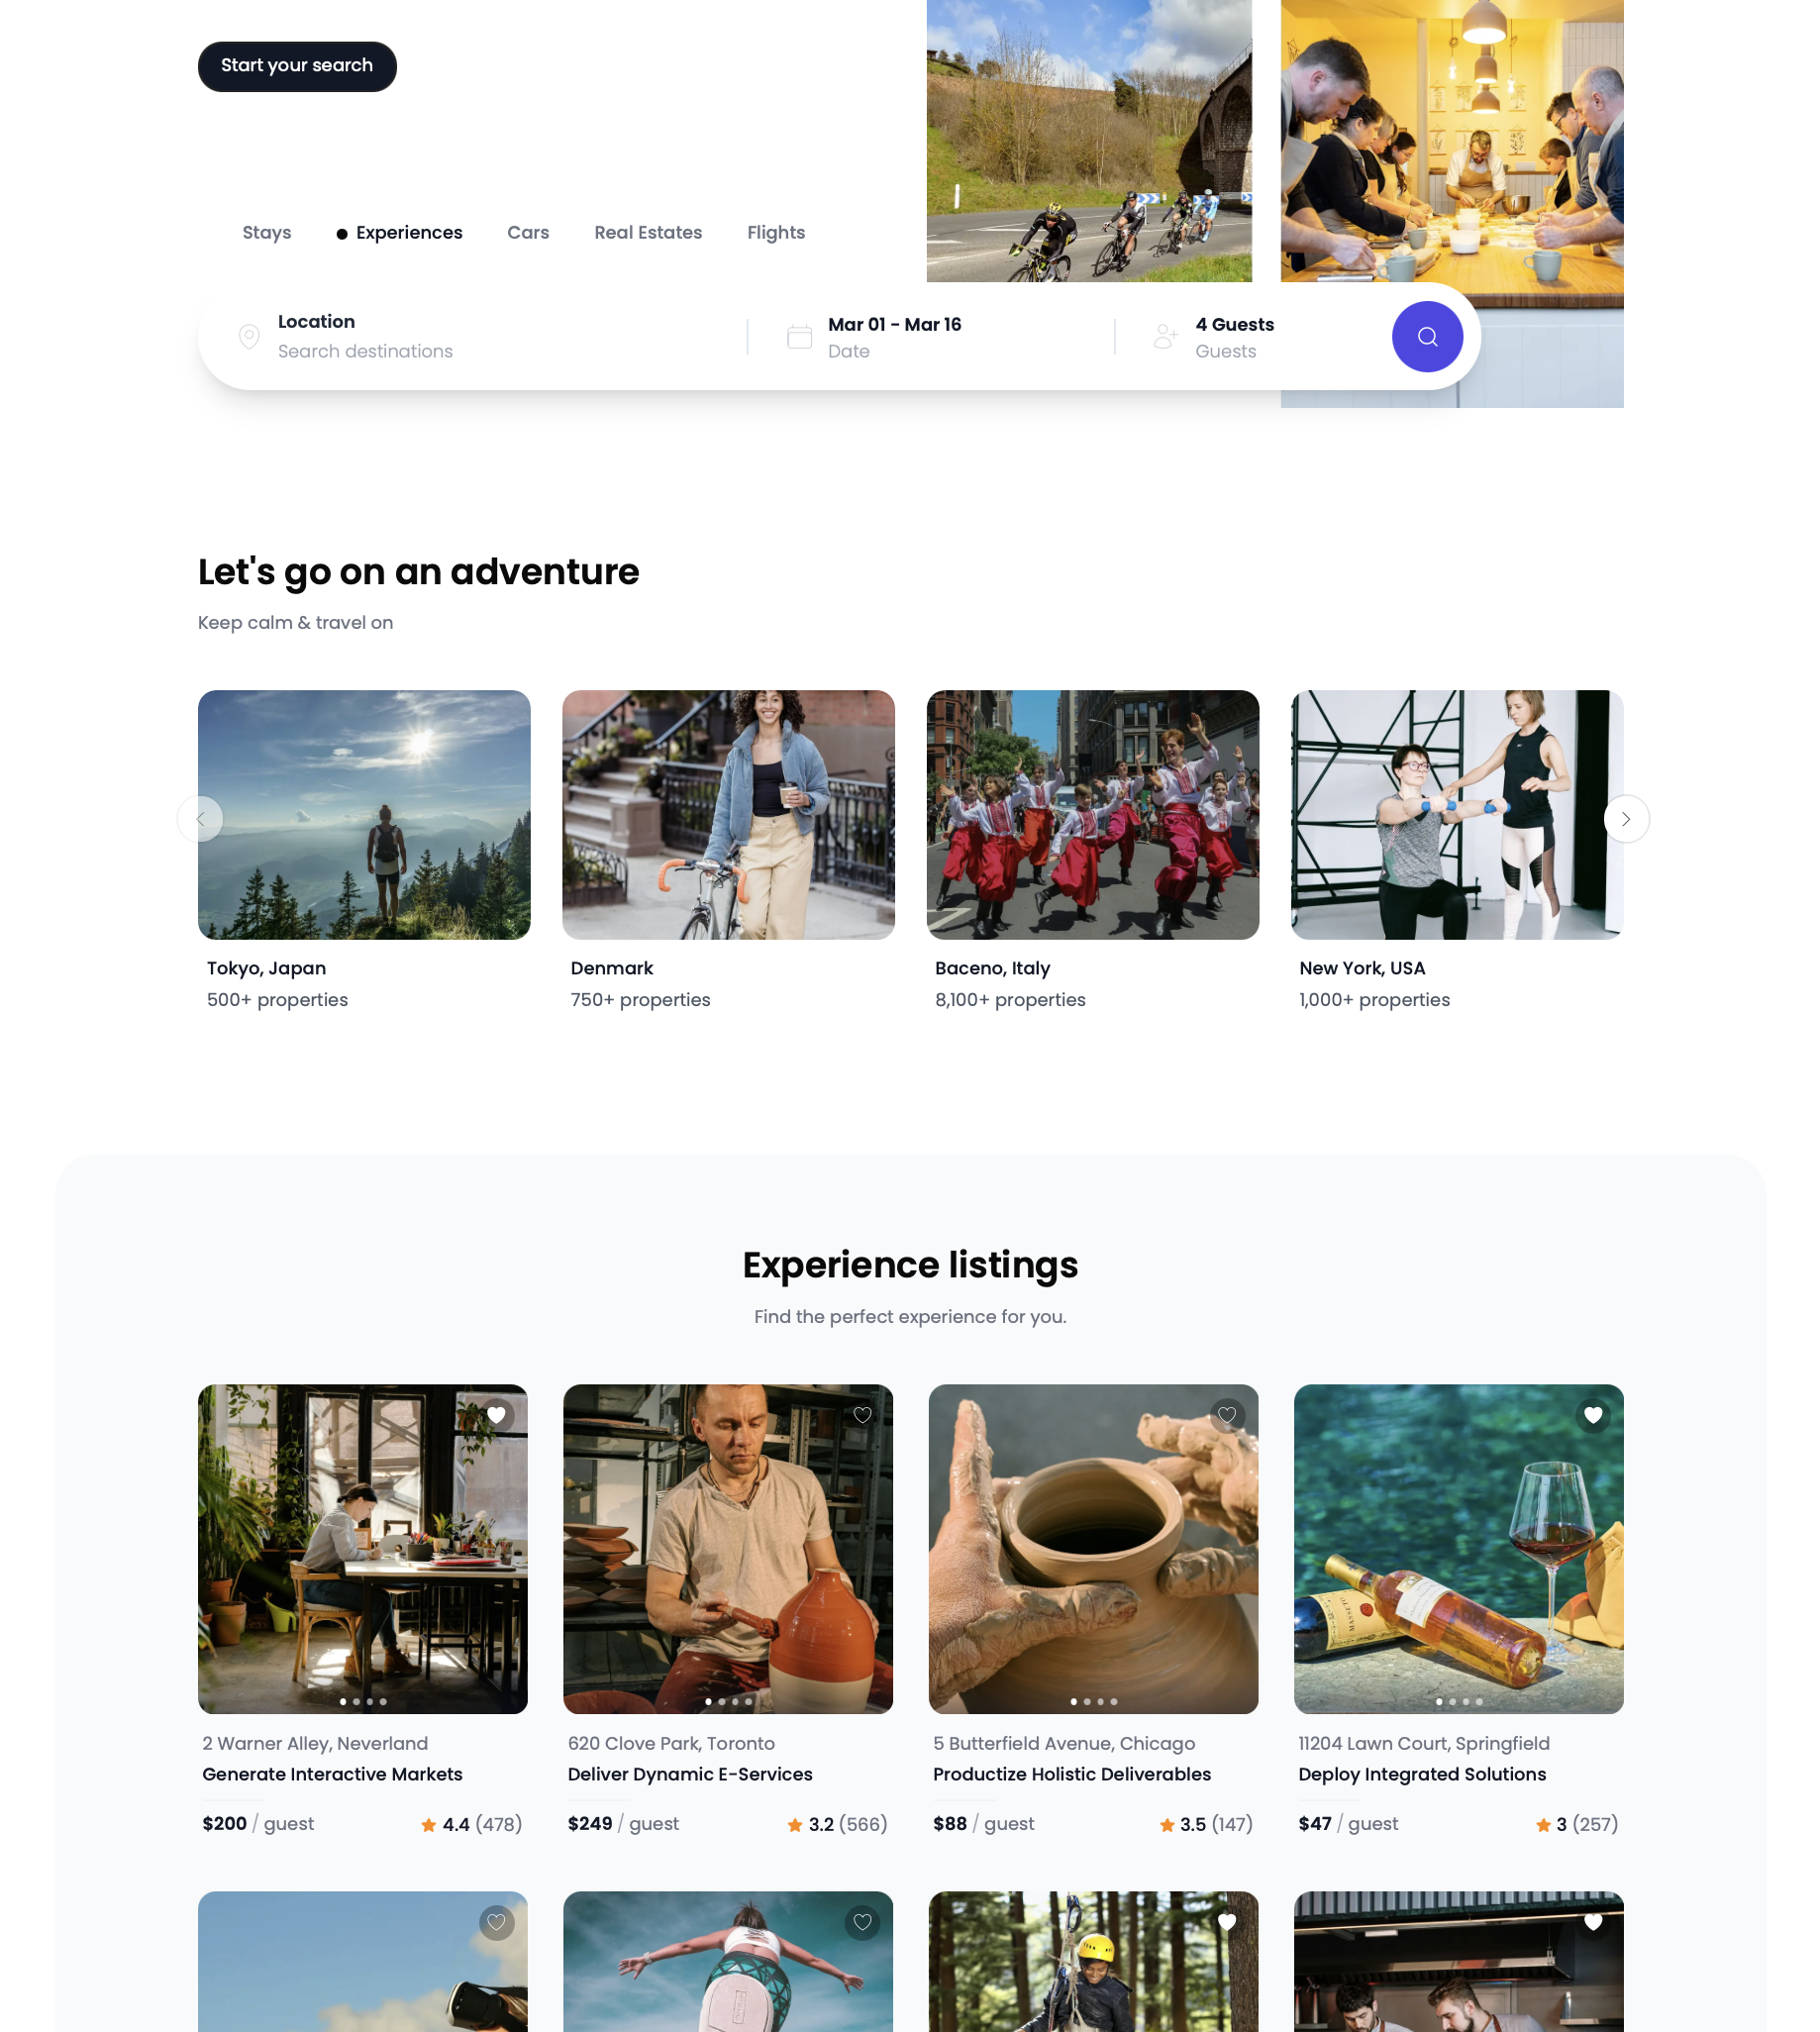 Start your search
Stays
Experiences
Cars
Real Estates
Flights
Location
Search destinations
Mar 01 - Mar 16
Date
4 Guests
Guests
Let's go on an adventure
Keep calm & travel on
Tokyo, Japan
500+ properties
Denmark
750+ properties
Baceno, Italy
8,100+ properties
New York, USA
1,000+ properties
Experience listings
Find the perfect experience for you.
2 Warner Alley, Neverland
Generate Interactive Markets
$200 / guest
4.4 (478)
620 Clove Park, Toronto
Deliver Dynamic E-Services
$249 / guest
3.2 (566)
5 Butterfield Avenue, Chicago
Productize Holistic Deliverables
$88 / guest
3.5 (147)
11204 Lawn Court, Springfield
Deploy Integrated Solutions
$47 / guest
3 (257)